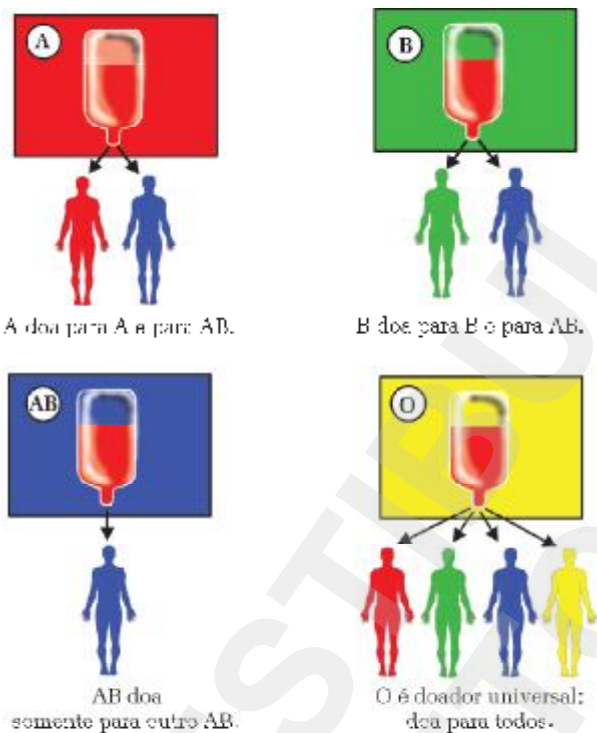 A
B
A doa para A e para AB.
B doa para B e para AB.
AB
O
AB doa
somente para outro AB.
O é doador universal:
doa para todos.